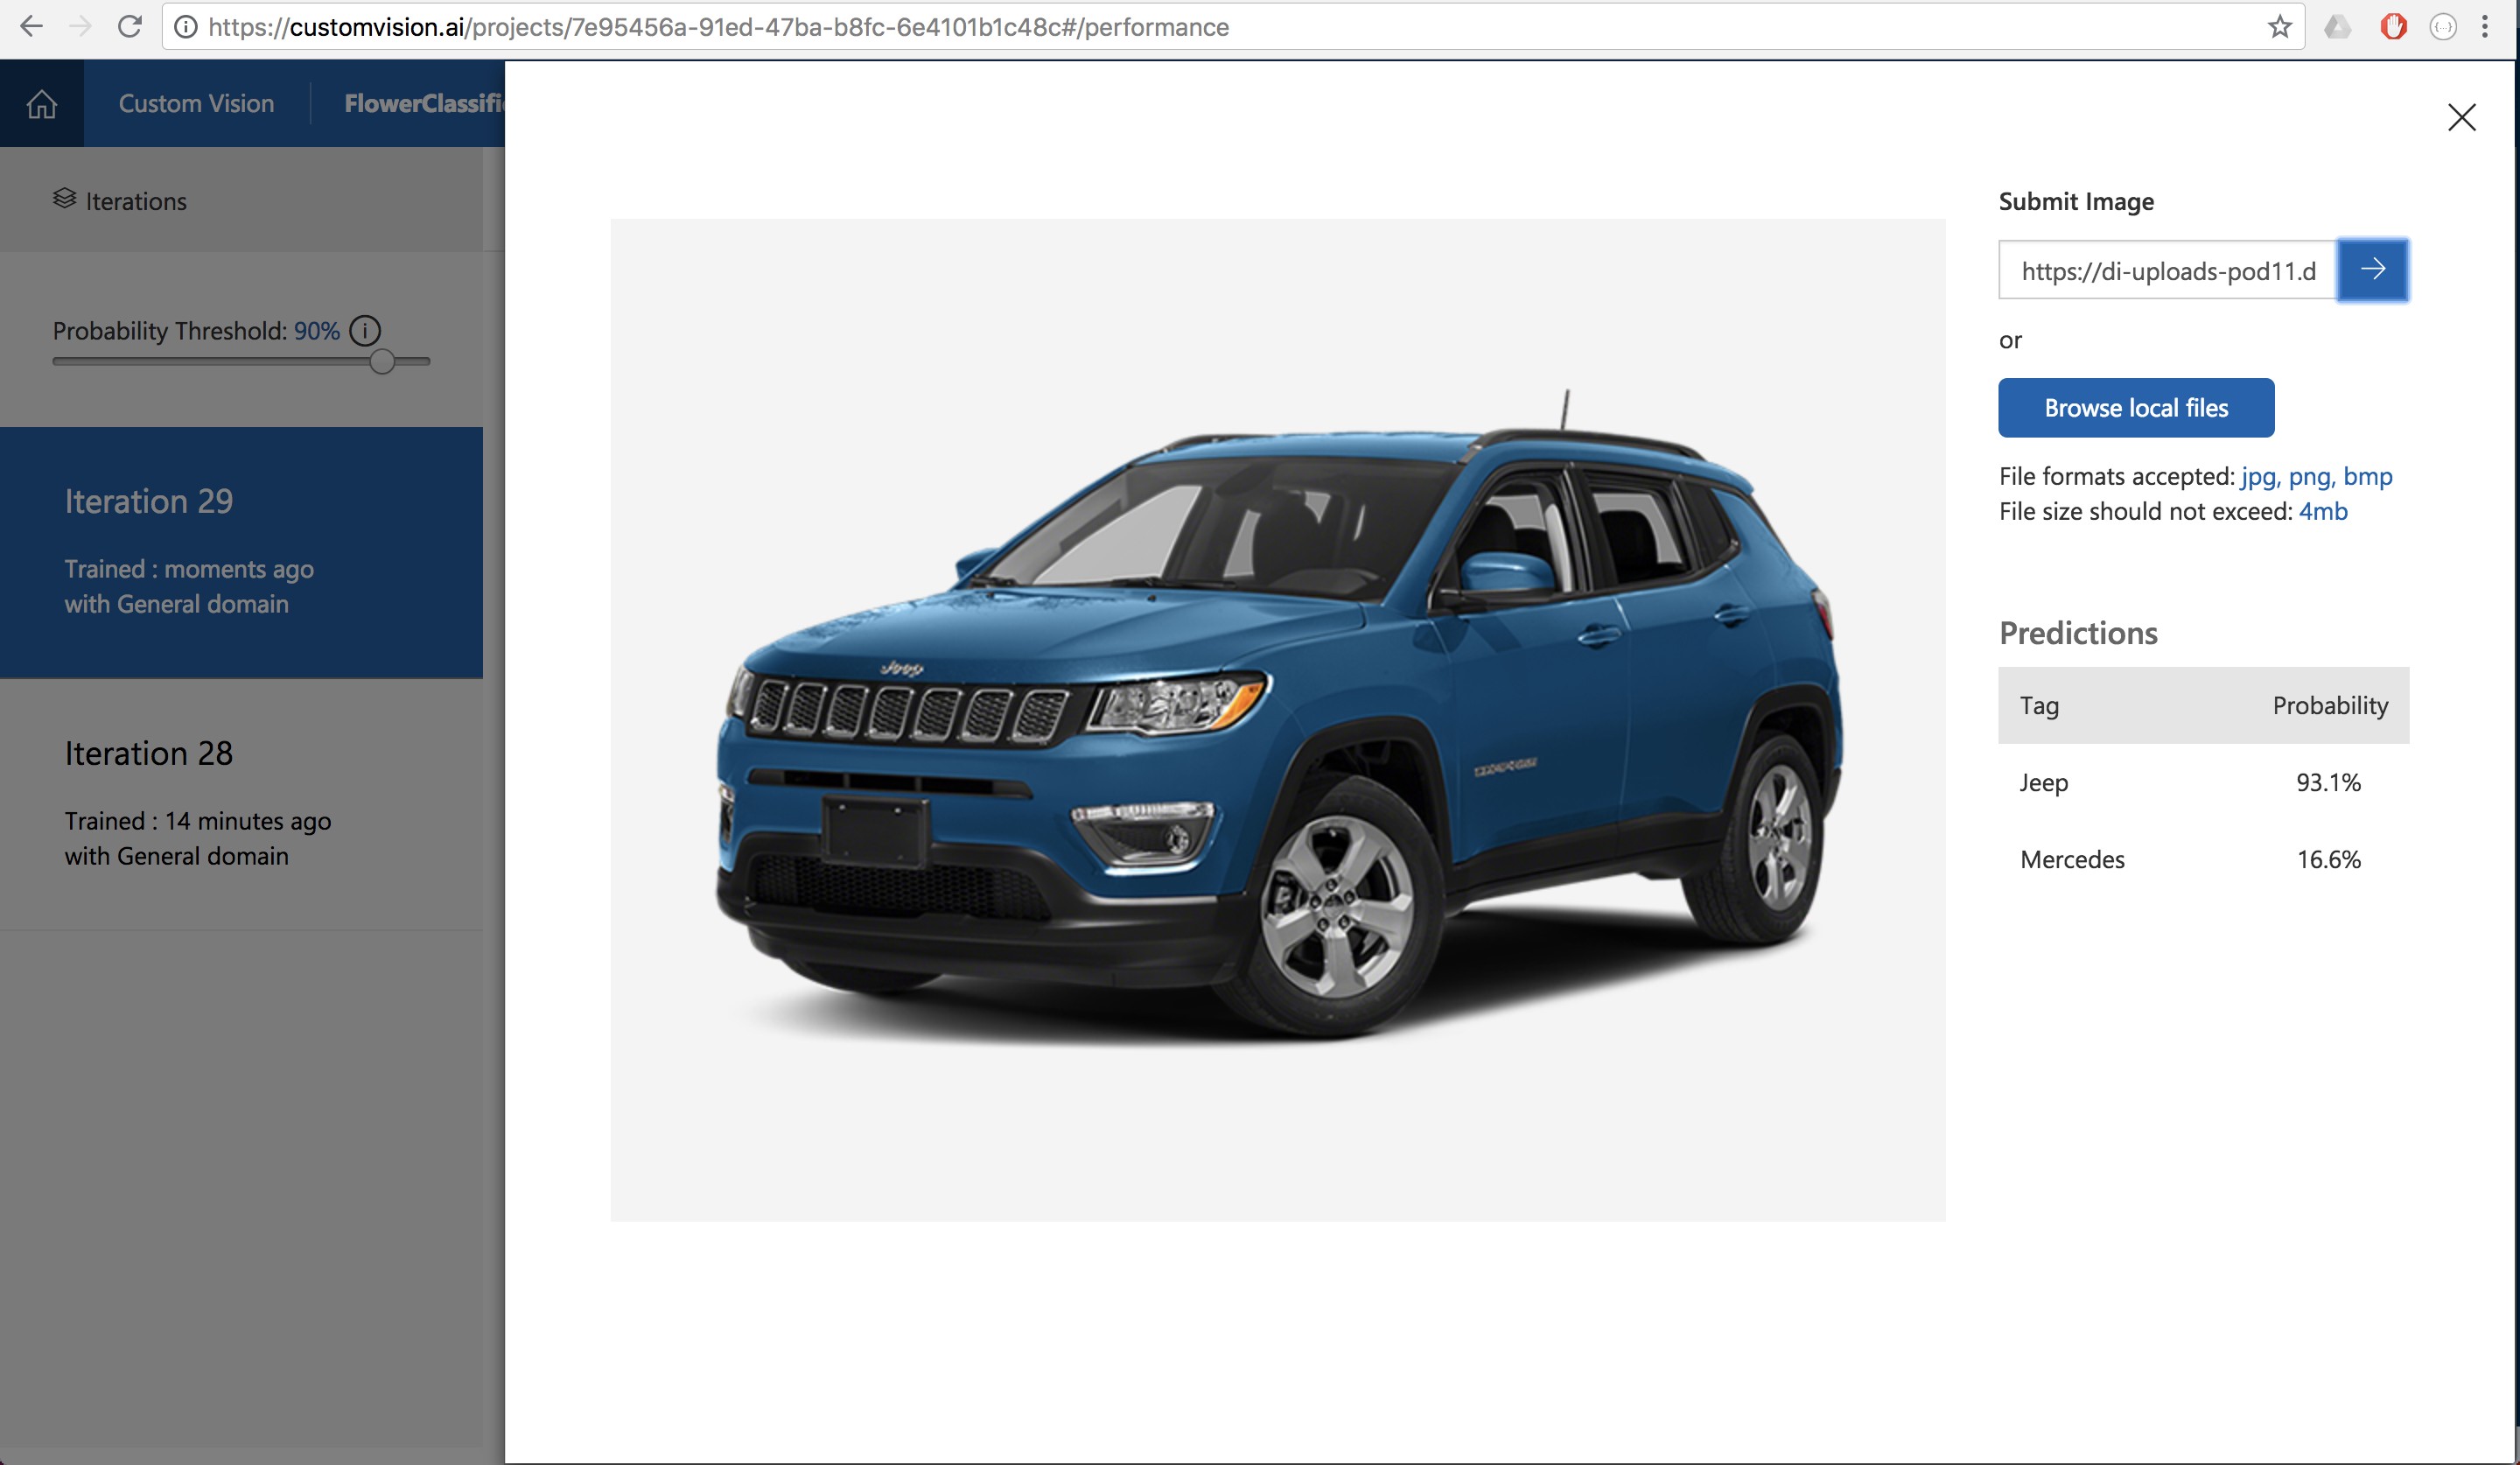 https://customvision.ai/projects/7e95456a-91ed-47ba-b8fc-6e4101b1c48c#/performance
Custom Vision
FlowerClassifi
Iterations
Probability Threshold: 90%
Iteration 29
Trained : moments ago
with General domain
Iteration 28
Trained : 14 minutes ago
with General domain
Jeep
Submit Image
https://di-uploads-pod11.d
or
Browse local files
File formats accepted: jpg, png, bmp
File size should not exceed: 4mb
Predictions
Tag Probability
Jeep 93.1%
Mercedes 16.6%